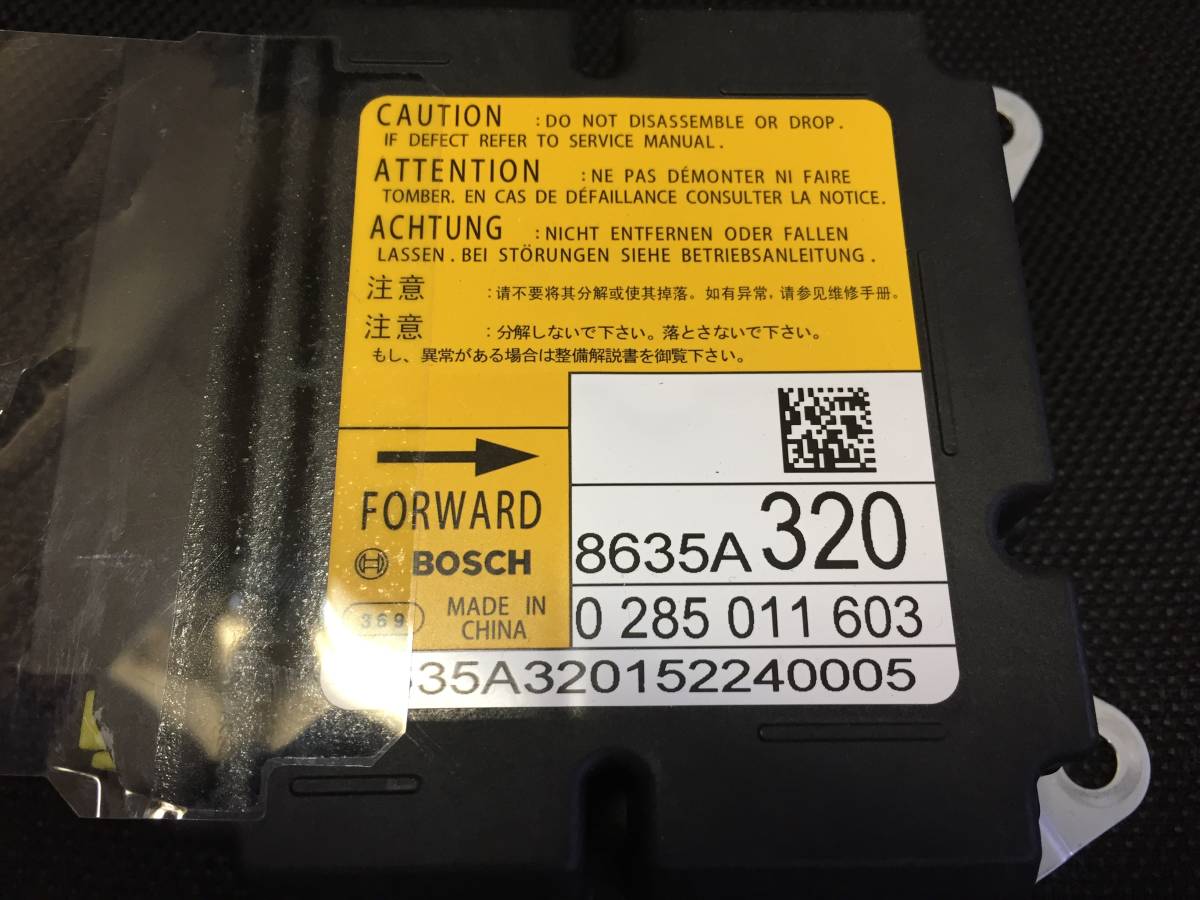 CAUTION :DO NOT DISASSEMBLE OR DROP.
IF DEFECT REFER TO SERVICE MANUAL.
ATTENTION :NE PAS DÉMONTER NI FAIRE
TOMBER. EN CAS DE DÉFAILLANCE CONSULTER LA NOTICE.
ACHTUNG :NICHT ENTFERNEN ODER FALLEN
LASSEN. BEI STÖRUNGEN SIEHE BETRIEBSANLEITUNG.
注意 :请不要将其分解或使其掉落。如有异常,请参见维修手册。
注意 :分解しないで下さい。落とさないで下さい。
もし、異常がある場合は整備解説書を御覧下さい。
FORWARD
BOSCH
369
MADE IN
CHINA
8635A320
0 285 011 603
35A320152240005